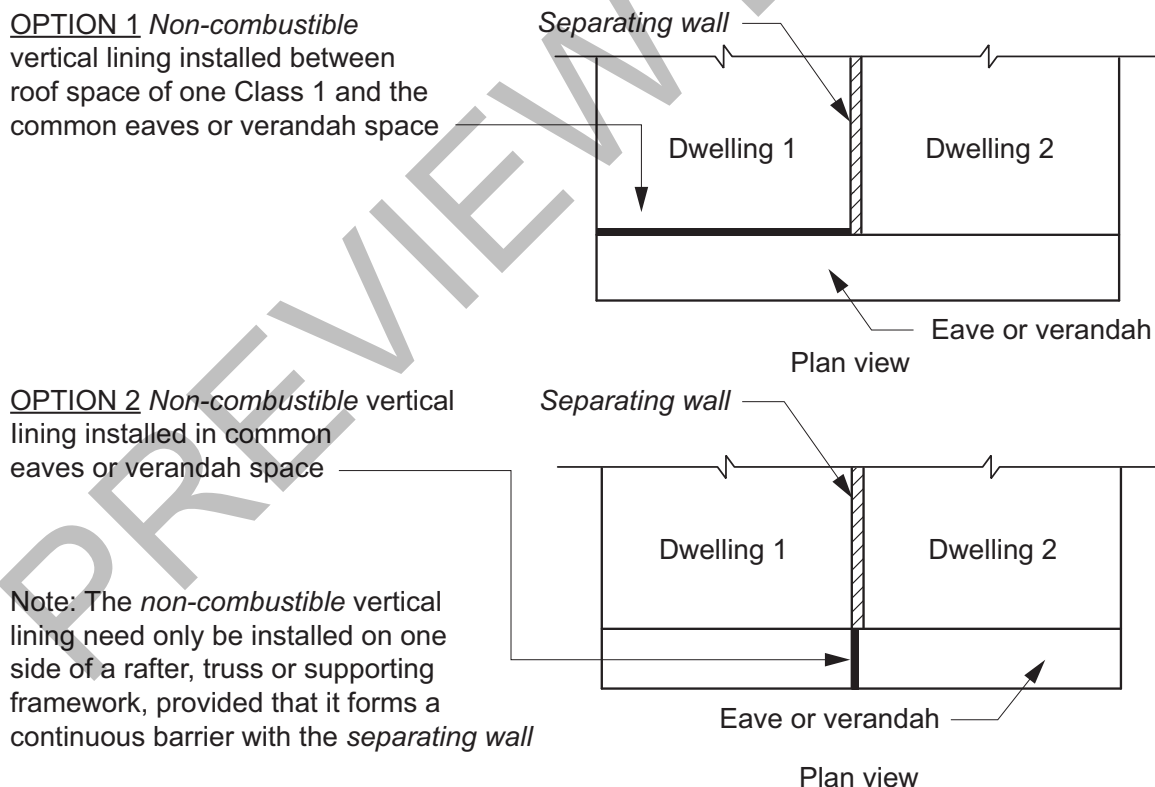 OPTION 1 Non-combustible
vertical lining installed between
roof space of one Class 1 and the
common eaves or verandah space
Separating wall
Dwelling 1
Dwelling 2
Eave or verandah
Plan view
OPTION 2 Non-combustible vertical
lining installed in common
eaves or verandah space
Note: The non-combustible vertical
lining need only be installed on one
side of a rafter, truss or supporting
framework, provided that it forms a
continuous barrier with the separating wall
Separating wall
Dwelling 1
Dwelling 2
Eave or verandah
Plan view
PREVIEW